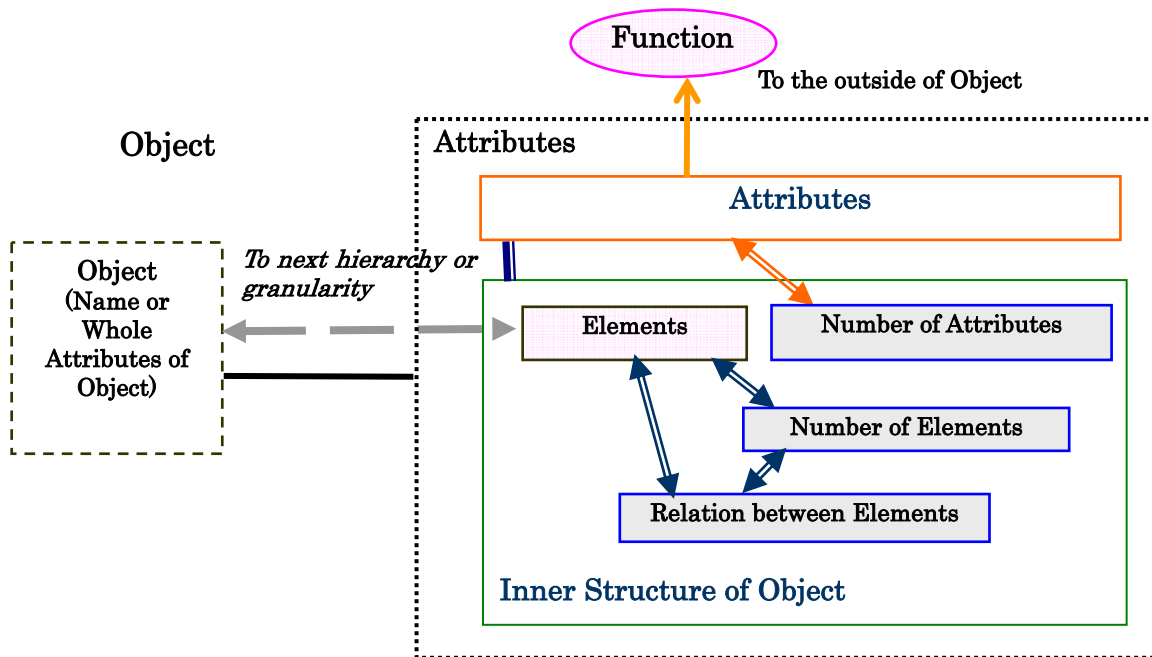 Function
To the outside of Object
Object
Attributes
Attributes
Object
(Name or
Whole
Attributes of
Object)
To next hierarchy or
granularity
Elements
Number of Attributes
Number of Elements
Relation between Elements
Inner Structure of Object